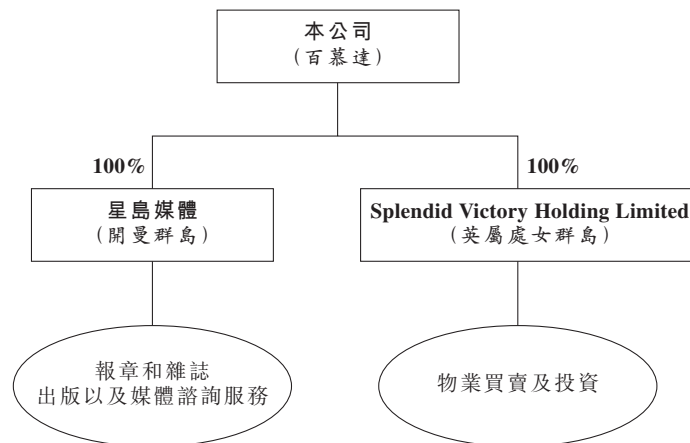 本公司
(百慕達)
100%
100%
星島媒體
(開曼群島)
Splendid Victory Holding Limited
(英屬處女群島)
報章和雜誌
出版以及媒體諮詢服務
物業買賣及投資